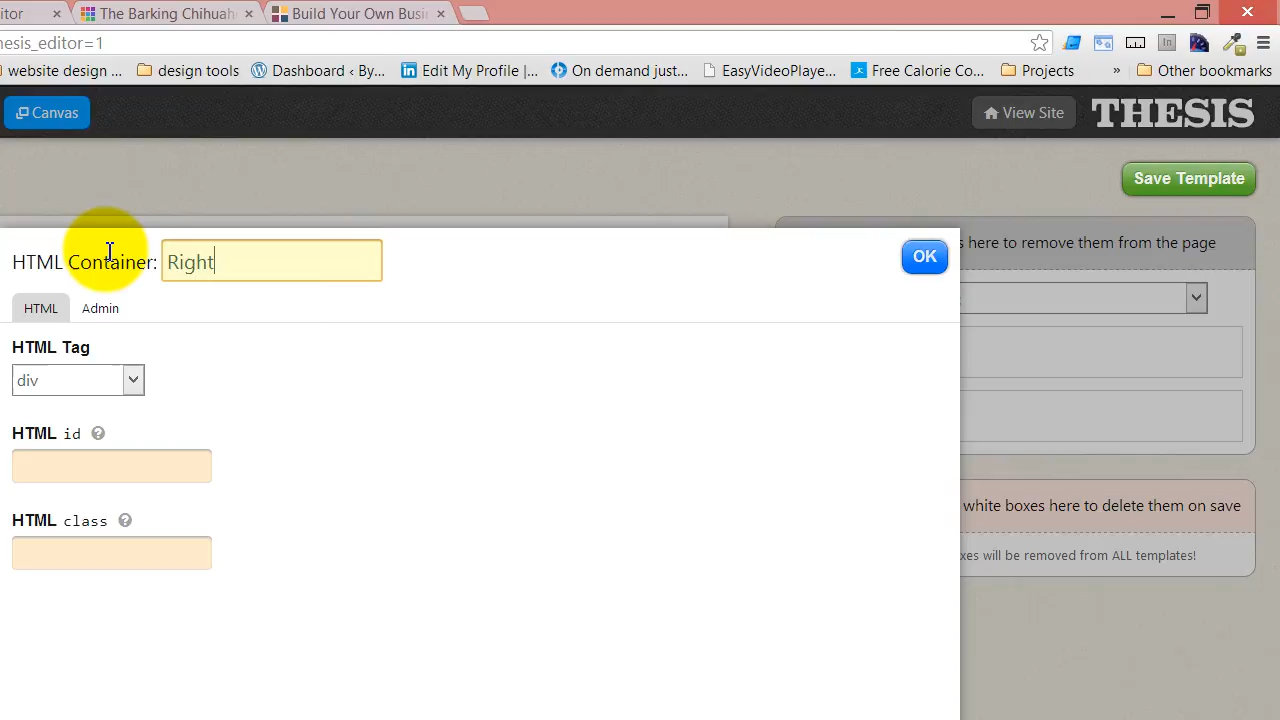 itor
The Barking Chihuah
Build Your Own Busi
hesis_editor=1
website design ...
design tools
Dashboard ‹ By...
Edit My Profile |...
On demand just...
EasyVideoPlaye...
Free Calorie Co...
Projects
»
Other bookmarks
Canvas
View Site
THESIS
Save Template
HTML Container: Right
OK
s here to remove them from the page
HTML
Admin
HTML Tag
div
HTML id
HTML class
white boxes here to delete them on save
xes will be removed from ALL templates!